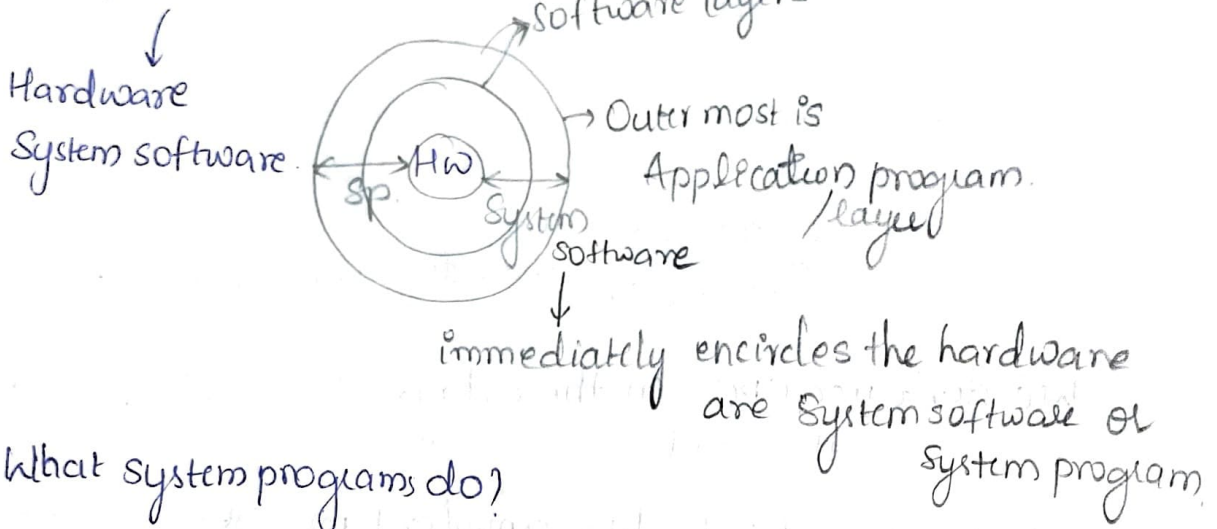 software layer
Hardware
System software.
HW
Sp.
System
software
Outer most is
Application program.
/layer
immediately encircles the hardware
are System software or
System program
What system programs do?